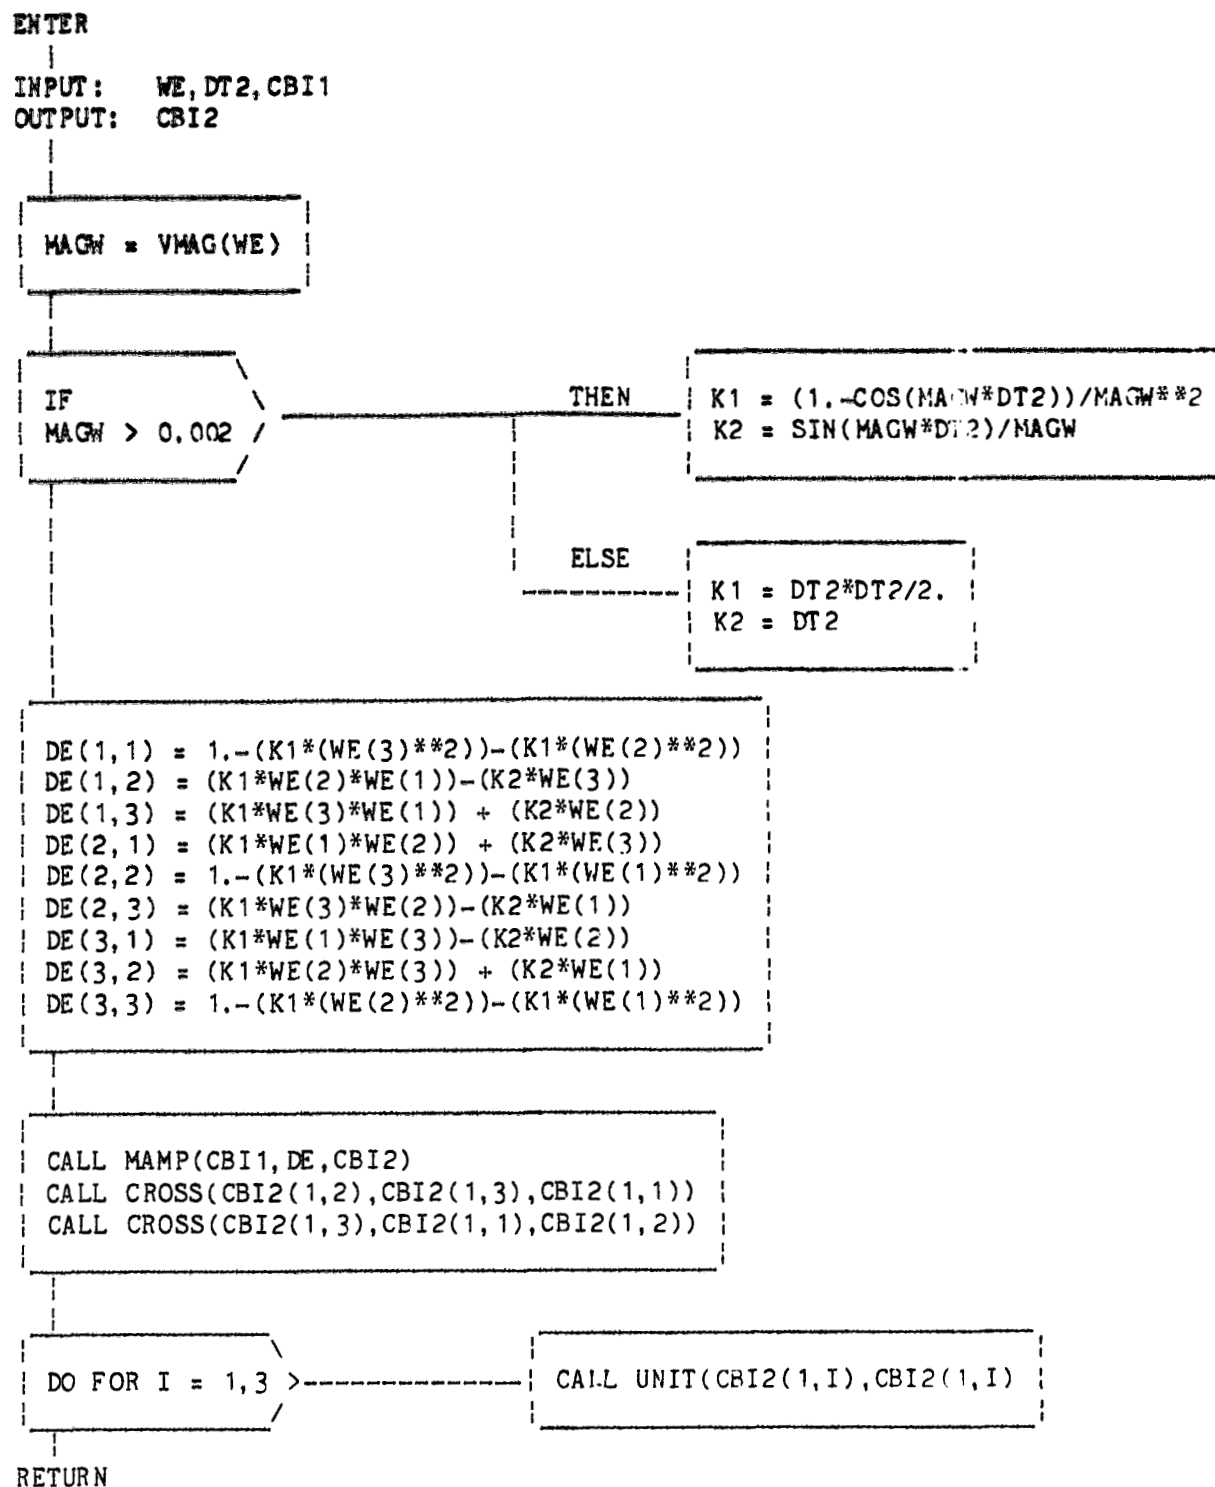 ENTER
INPUT: WE,DT2,CBI1
OUTPUT: CBI2
MAGW = VMAG(WE)
IF
MAGW > 0.002
THEN
K1 = (1.-COS(MAGW*DT2))/MAGW**2
K2 = SIN(MAGW*DT2)/MAGW
ELSE
K1 = DT2*DT2/2.
K2 = DT2
DE(1,1) = 1.-(K1*(WE(3)**2))-(K1*(WE(2)**2))
DE(1,2) = (K1*WE(2)*WE(1))-(K2*WE(3))
DE(1,3) = (K1*WE(3)*WE(1)) + (K2*WE(2))
DE(2,1) = (K1*WE(1)*WE(2)) + (K2*WE(3))
DE(2,2) = 1.-(K1*(WE(3)**2))-(K1*(WE(1)**2))
DE(2,3) = (K1*WE(3)*WE(2))-(K2*WE(1))
DE(3,1) = (K1*WE(1)*WE(3))-(K2*WE(2))
DE(3,2) = (K1*WE(2)*WE(3)) + (K2*WE(1))
DE(3,3) = 1.-(K1*(WE(2)**2))-(K1*(WE(1)**2))
CALL MAMP(CBI1,DE,CBI2)
CALL CROSS(CBI2(1,2),CBI2(1,3),CBI2(1,1))
CALL CROSS(CBI2(1,3),CBI2(1,1),CBI2(1,2))
DO FOR I = 1,3
CALL UNIT(CBI2(1,I),CBI2(1,I)
RETURN